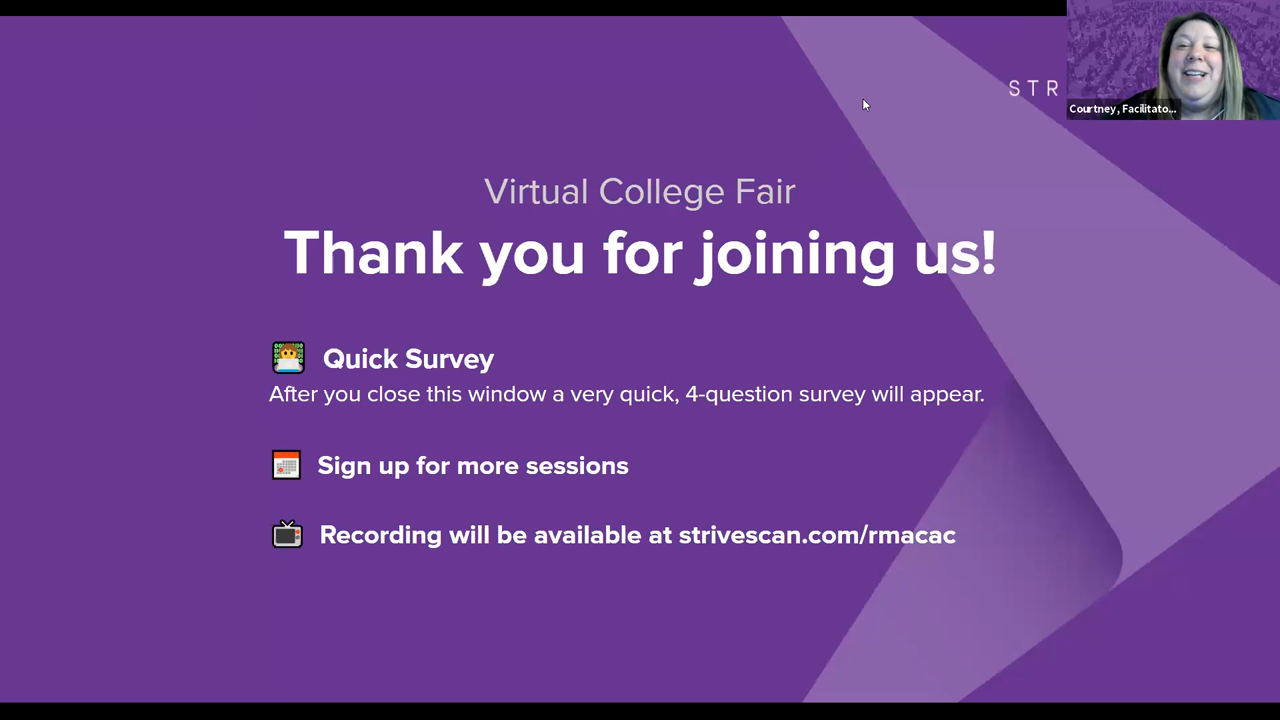 STR
Courtney, Facilitato...
Virtual College Fair
Thank you for joining us!
Quick Survey
After you close this window a very quick, 4-question survey will appear.
Sign up for more sessions
Recording will be available at strivescan.com/rmacac